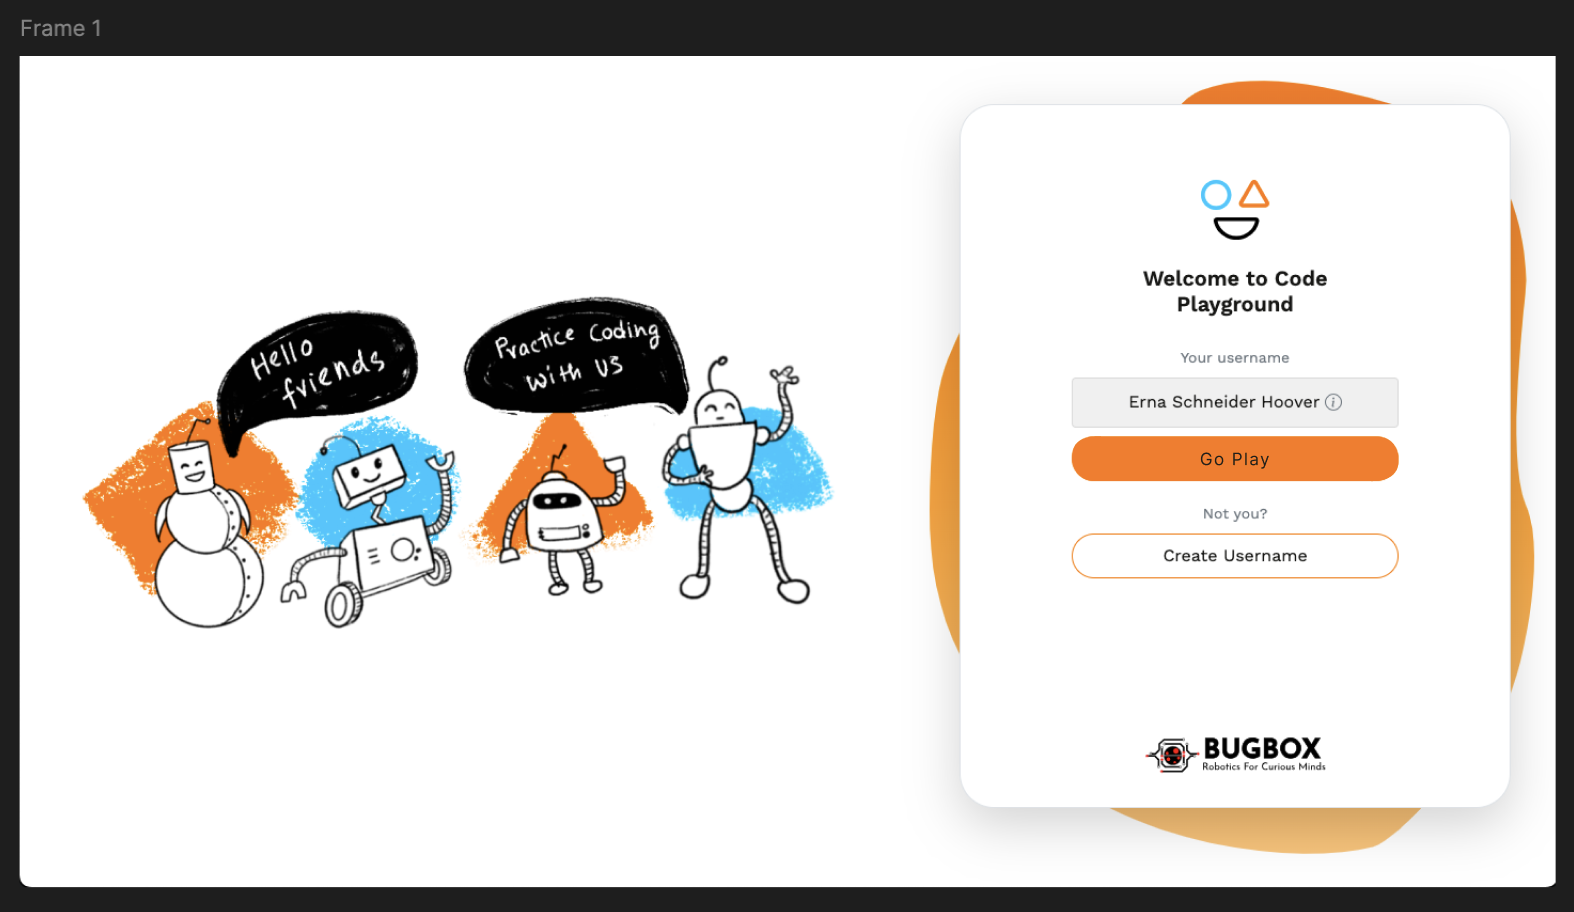 Frame 1
Hello
friends
Practice Coding
With US
Welcome to Code
Playground
Your username
Erna Schneider Hoover
Go Play
Not you?
Create Username
BUGBOX
Robotics For Curious Minds